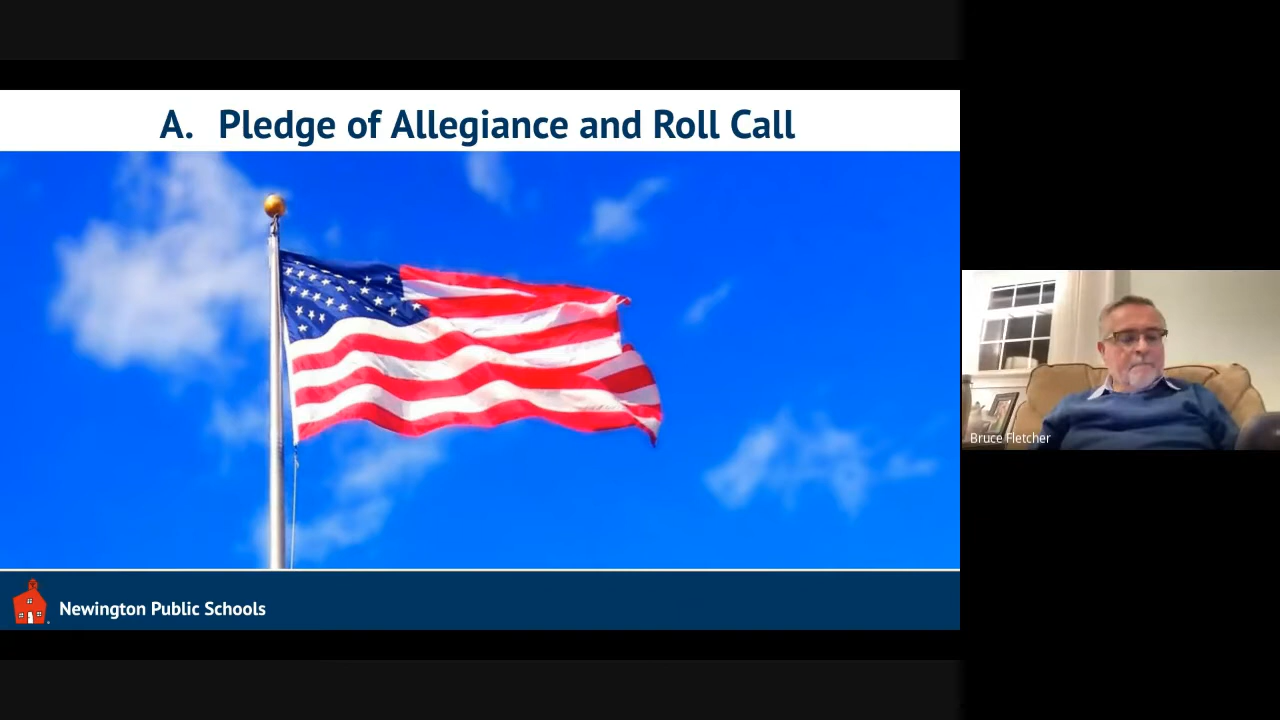 A. Pledge of Allegiance and Roll Call
Bruce Fletcher
Newington Public Schools